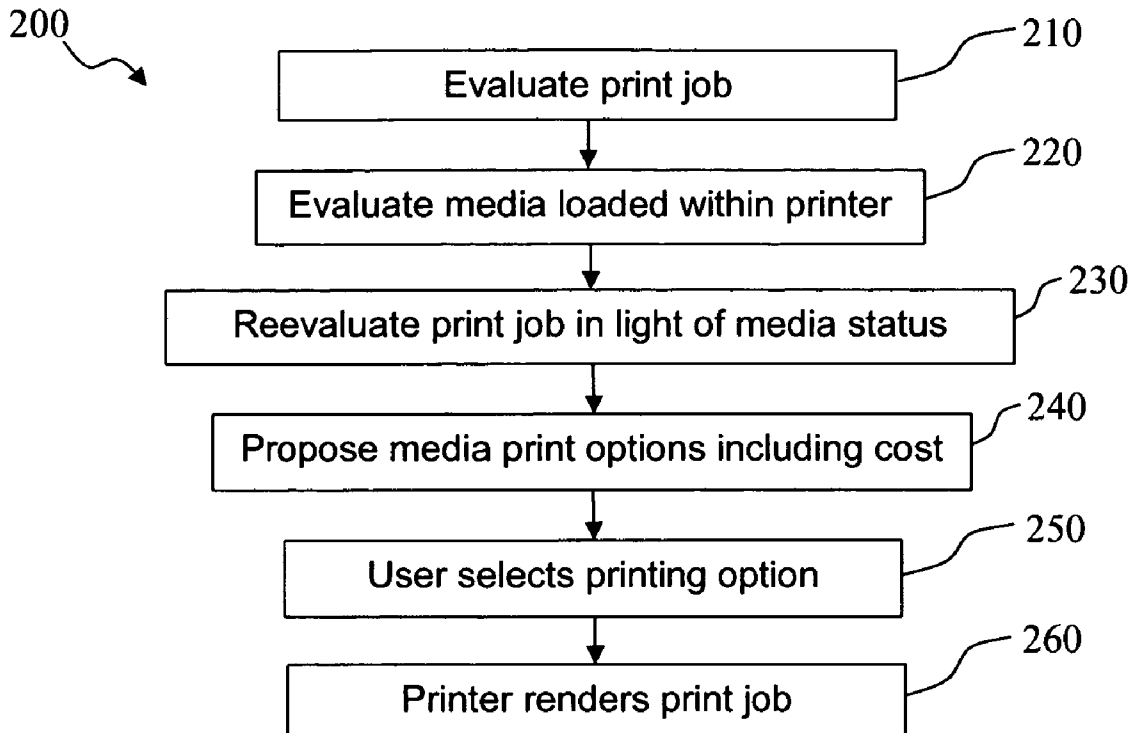 200
210
Evaluate print job
220
Evaluate media loaded within printer
230
Reevaluate print job in light of media status
240
Propose media print options including cost
250
User selects printing option
260
Printer renders print job